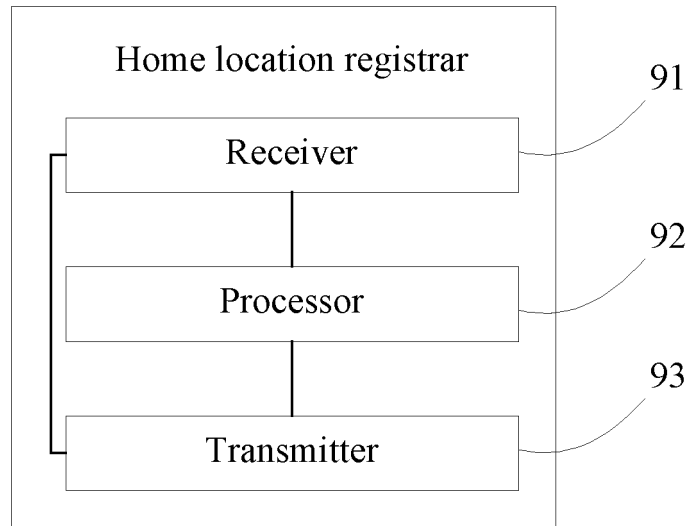 Home location registrar
91
Receiver
92
Processor
93
Transmitter